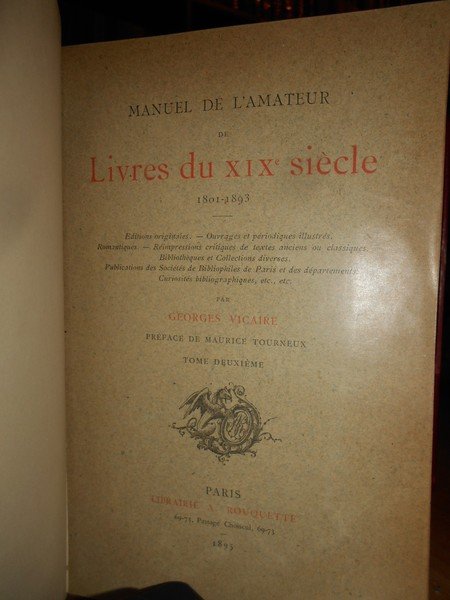 MANUEL DE L'AMATEUR
DE
Livres du XIXe siècle
1801-1893
Editions originales. — Ouvrages et périodiques illustrés.
Romantiques. — Réimpressions critiques de textes anciens ou classiques.
Bibliothèques et Collections diverses.
Publications des Sociétés de Bibliophiles de Paris et des départements.
Curiosités bibliographiques, etc., etc.
PAR
GEORGES VICAIRE
PRÉFACE DE MAURICE TOURNEUX
TOME DEUXIÈME
PARIS
LIBRAIRIE A. ROUQUETTE
69-73, Passage Choiseul, 69-73
1895